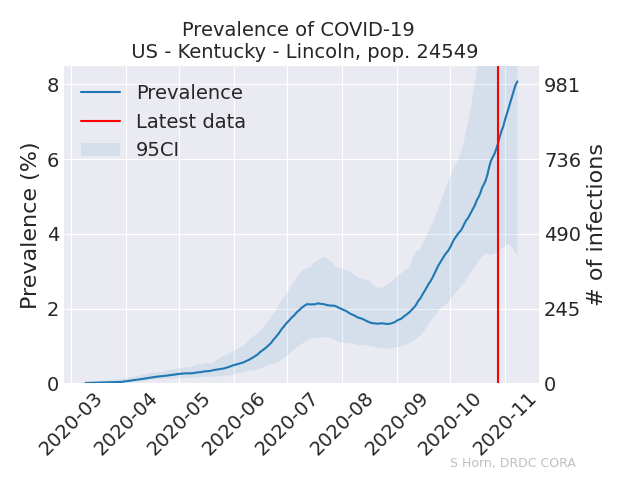 Prevalence of COVID-19
US - Kentucky - Lincoln, pop. 24549
Prevalence
Latest data
95CI
Prevalence (%)
8
6
4
2
0
981
736
490
245
0
# of infections
2020-03
2020-04
2020-05
2020-06
2020-07
2020-08
2020-09
2020-10
2020-11
S Horn, DRDC CORA